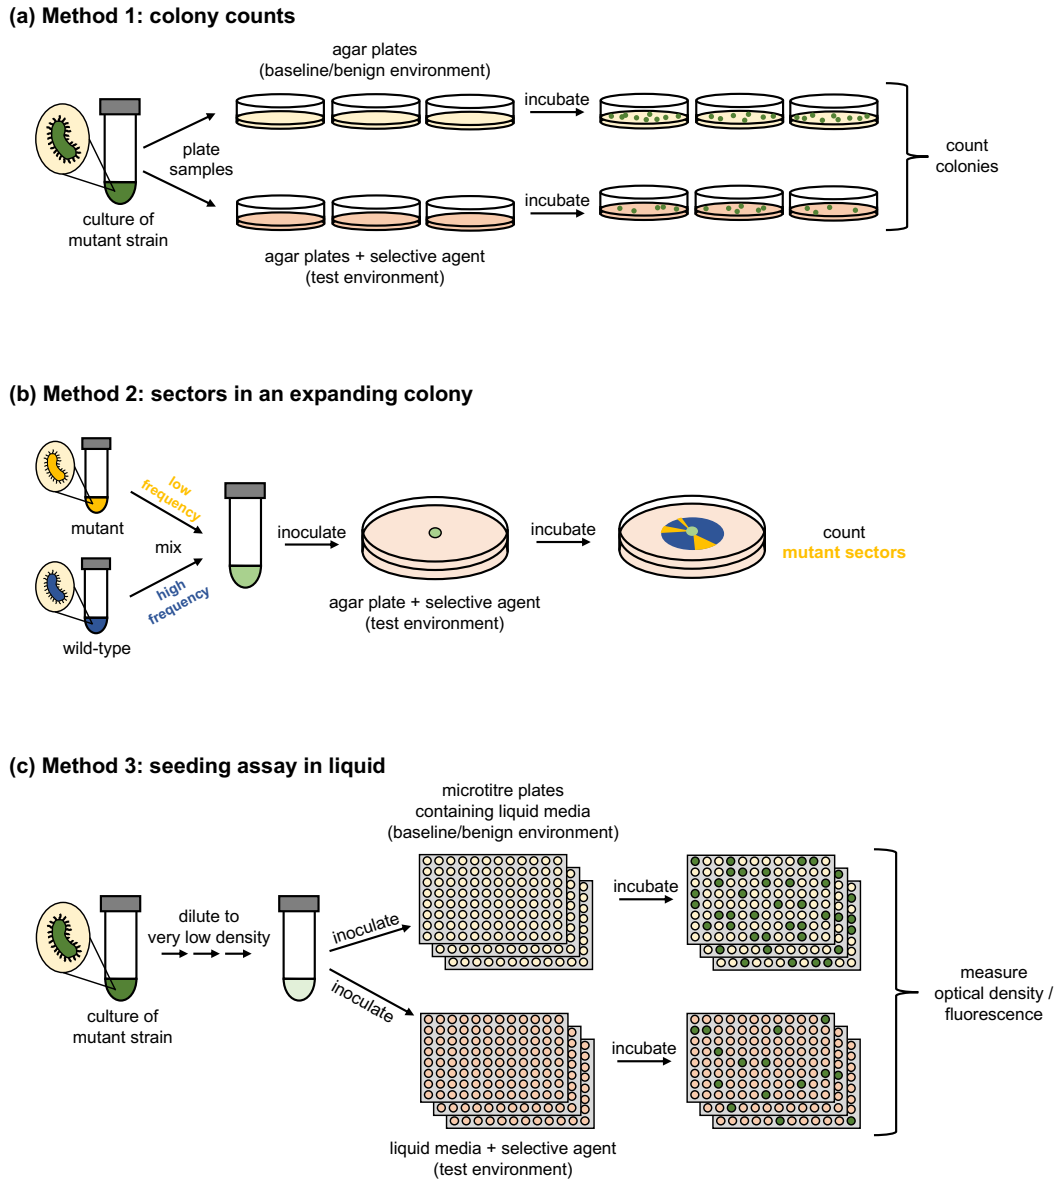 (a) Method 1: colony counts
agar plates
(baseline/benign environment)
incubate
plate
samples
count
colonies
incubate
culture of
mutant strain
agar plates + selective agent
(test environment)
(b) Method 2: sectors in an expanding colony
low
frequency
mutant
mix
inoculate
incubate
count
mutant sectors
high
frequency
wild-type
agar plate + selective agent
(test environment)
(c) Method 3: seeding assay in liquid
microtitre plates
containing liquid media
(baseline/benign environment)
incubate
dilute to
very low density
inoculate
culture of
mutant strain
inoculate
measure
optical density /
fluorescence
incubate
liquid media + selective agent
(test environment)